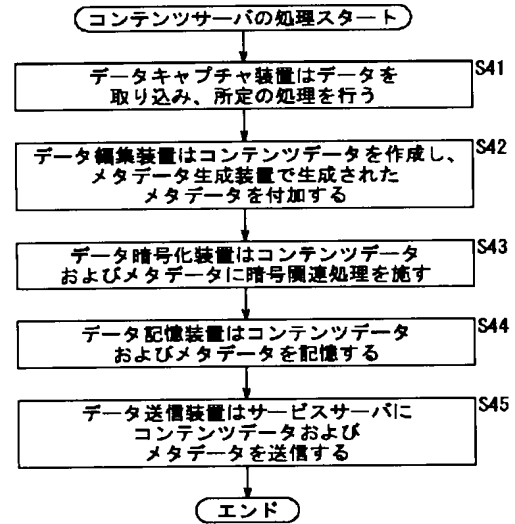 コンテンツサーバの処理スタート
S41
データキャプチャ装置はデータを
取り込み、所定の処理を行う
S42
データ編集装置はコンテンツデータを作成し、
メタデータ生成装置で生成された
メタデータを付加する
S43
データ暗号化装置はコンテンツデータ
およびメタデータに暗号関連処理を施す
S44
データ記憶装置はコンテンツデータ
およびメタデータを記憶する
S45
データ送信装置はサービスサーバに
コンテンツデータおよび
メタデータを送信する
エンド